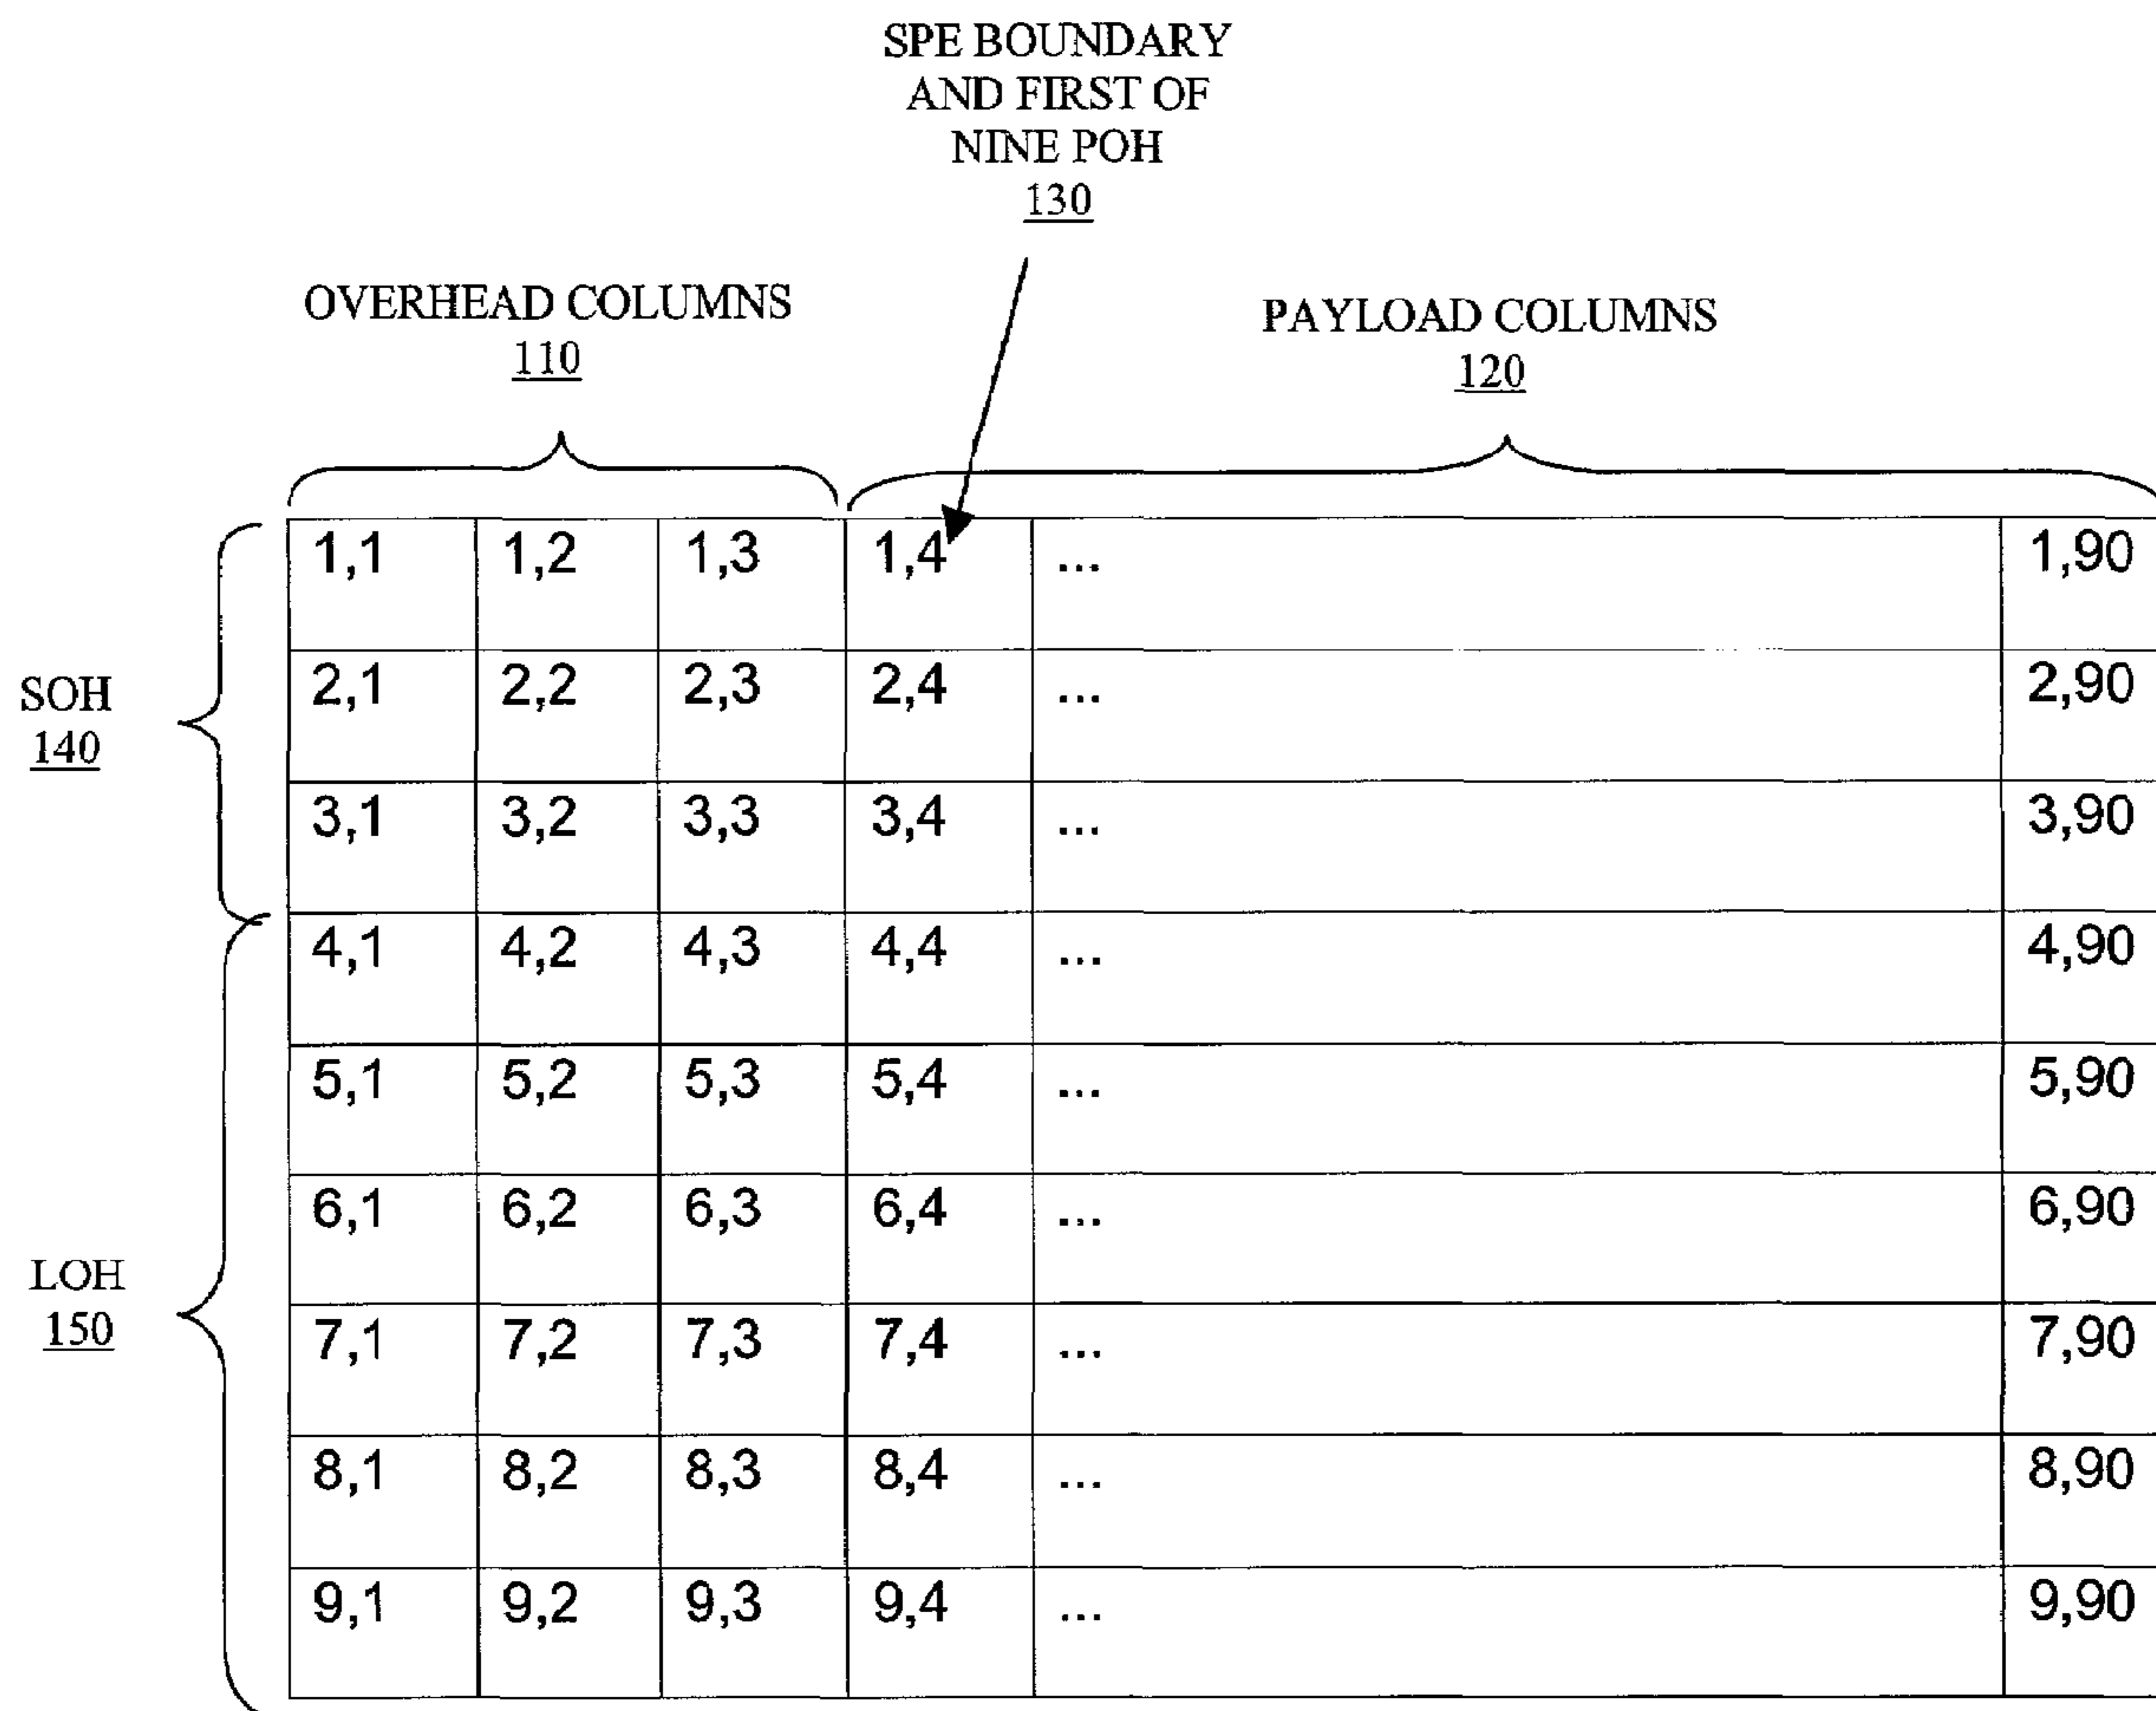 SPE BOUNDARY
AND FIRST OF
NINE POH
130
OVERHEAD COLUMNS
110
PAYLOAD COLUMNS
120
1,1 1,2 1,3 1,4 ... 1,90
2,1 2,2 2,3 2,4 ... 2,90
SOH
140
3,1 3,2 3,3 3,4 ... 3,90
4,1 4,2 4,3 4,4 ... 4,90
5,1 5,2 5,3 5,4 ... 5,90
6,1 6,2 6,3 6,4 ... 6,90
LOH
150
7,1 7,2 7,3 7,4 ... 7,90
8,1 8,2 8,3 8,4 ... 8,90
9,1 9,2 9,3 9,4 ... 9,90